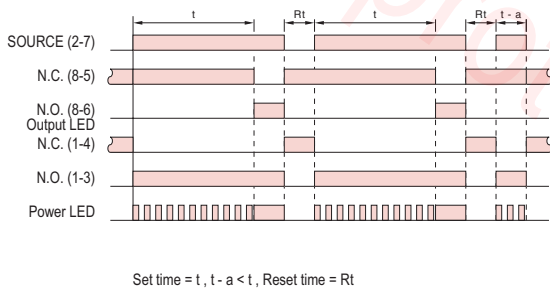 t Rt t Rt t - a
SOURCE (2-7)
N.C. (8-5)
N.O. (8-6)
Output LED
N.C. (1-4)
N.O. (1-3)
Power LED
Set time = t , t - a < t , Reset time = Rt